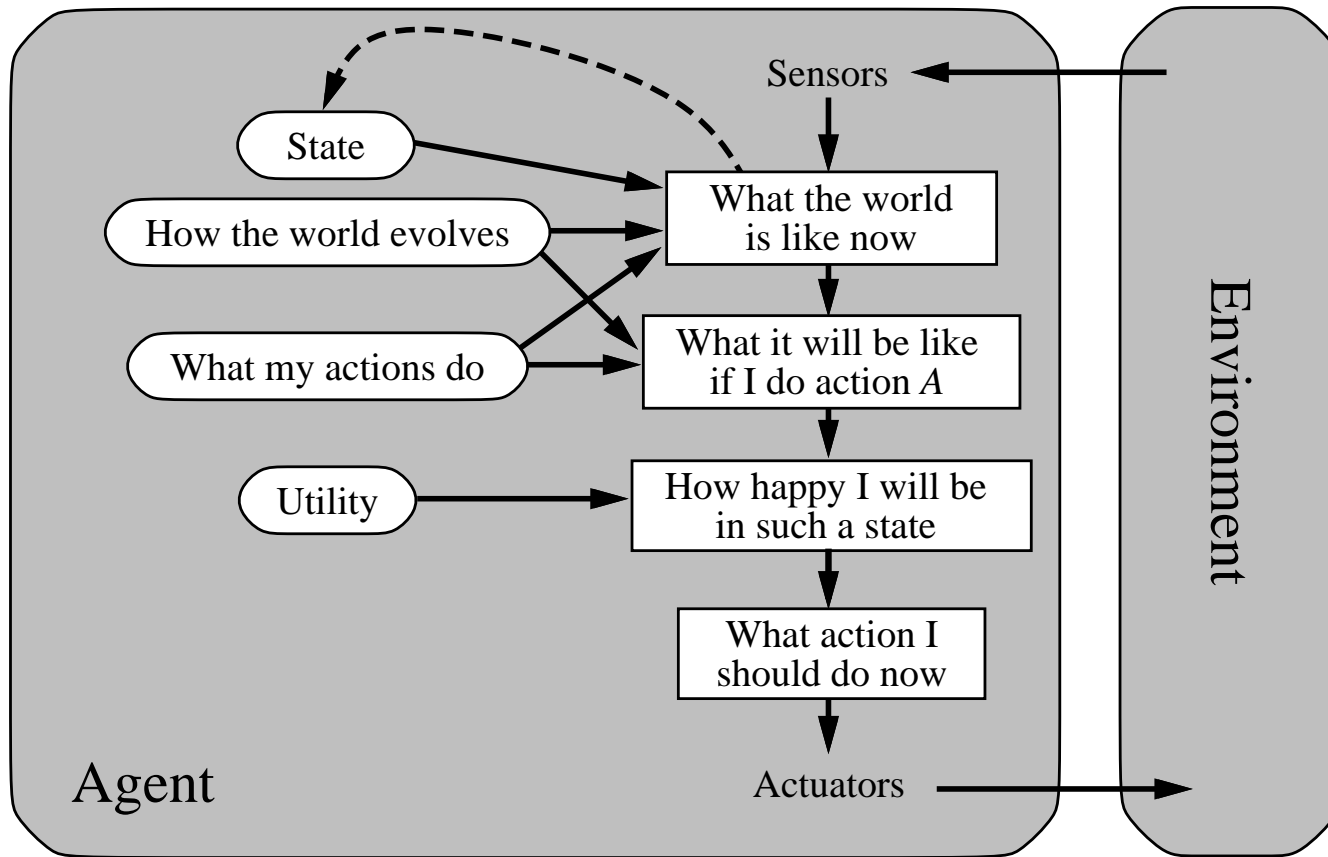 Sensors
State
What the world
is like now
How the world evolves
What my actions do
What it will be like
if I do action A
Utility
How happy I will be
in such a state
What action I
should do now
Agent
Actuators
Environment